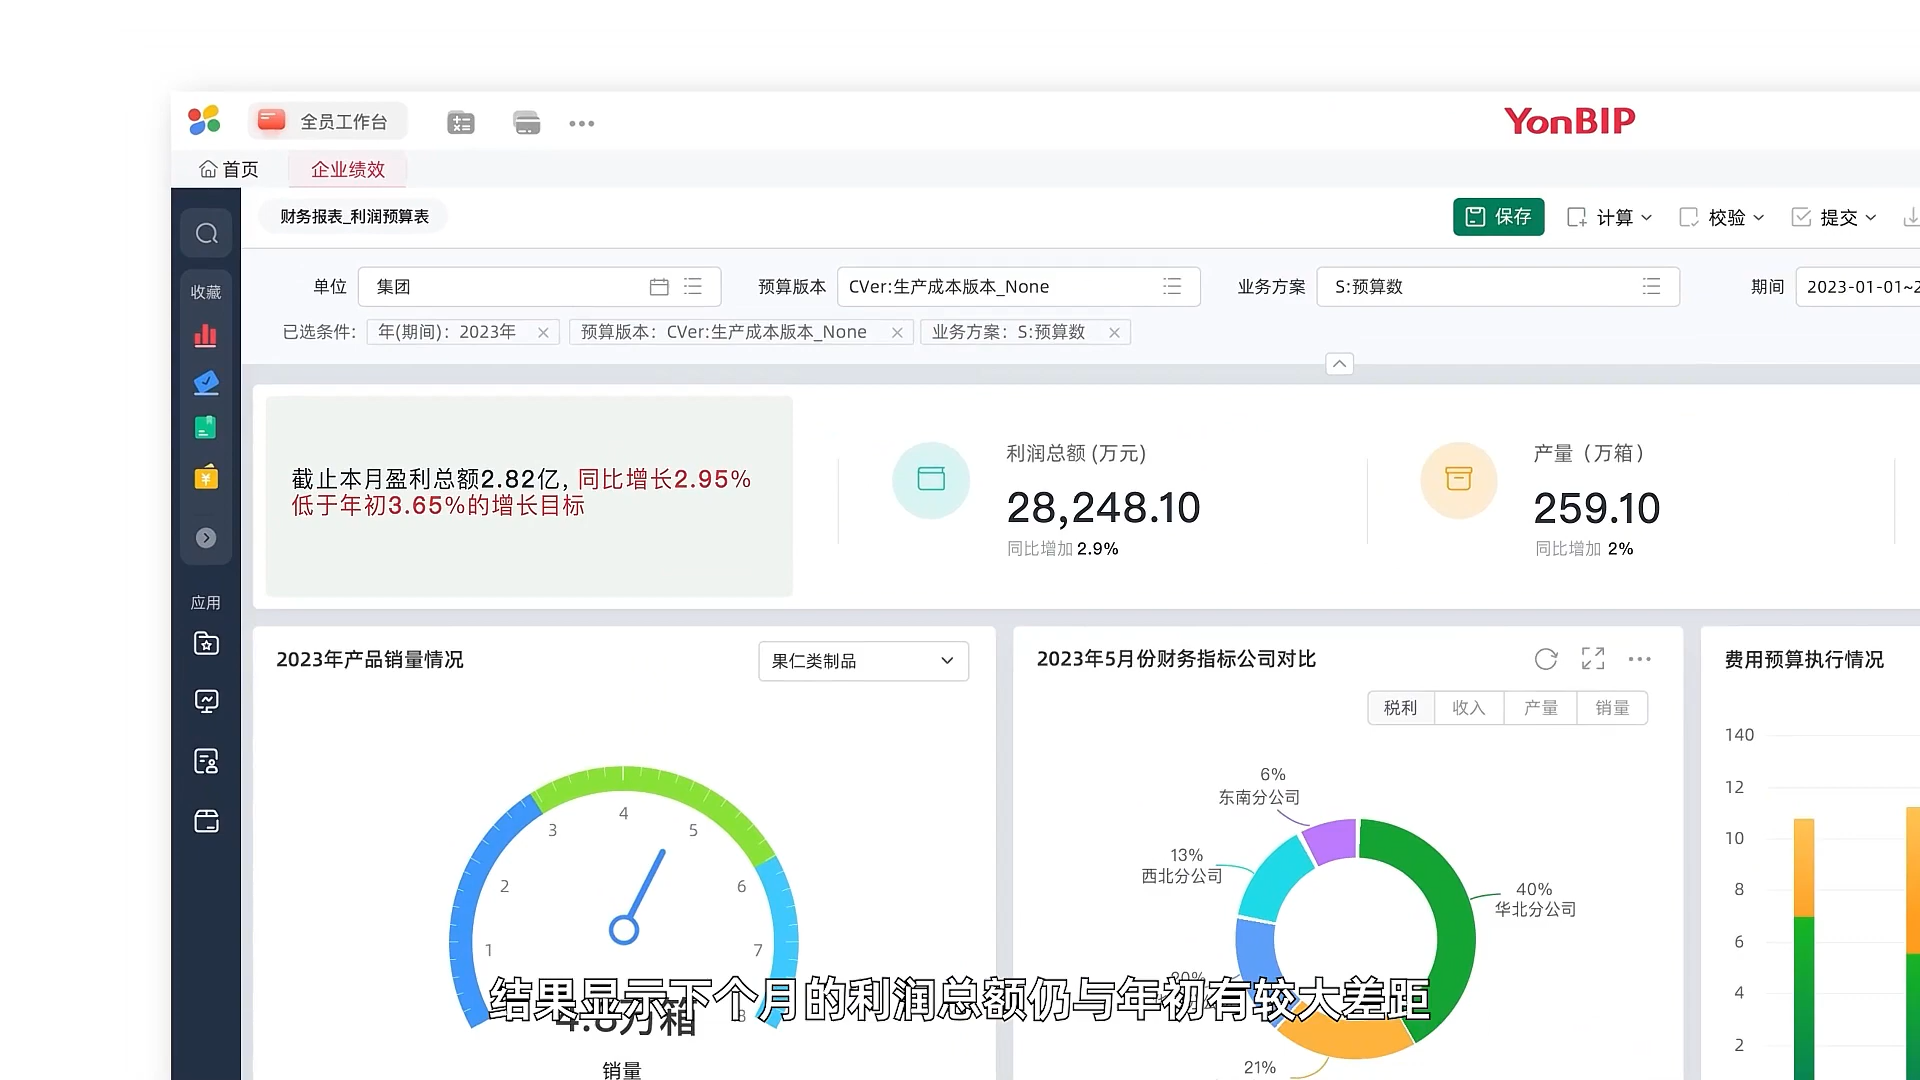 全员工作台
YonBIP
首页
企业绩效
财务报表_利润预算表
保存
计算
校验
提交
单位
集团
预算版本
CVer:生产成本版本_None
业务方案
S:预算数
期间
2023-01-01~2
已选条件:
年(期间)：2023年
预算版本：CVer:生产成本版本_None
业务方案：S:预算数
收藏
应用
截止本月盈利总额2.82亿, 同比增长2.95%
低于年初3.65%的增长目标
利润总额 (万元)
28,248.10
同比增加 2.9%
产量（万箱）
259.10
同比增加 2%
2023年产品销量情况
果仁类制品
1
2
3
4
5
6
7
8
销量
2023年5月份财务指标公司对比
税利
收入
产量
销量
6%
东南分公司
13%
西北分公司
40%
华北分公司
21%
费用预算执行情况
140
12
10
8
6
4
2
结果显示下个月的利润总额仍与年初有较大差距